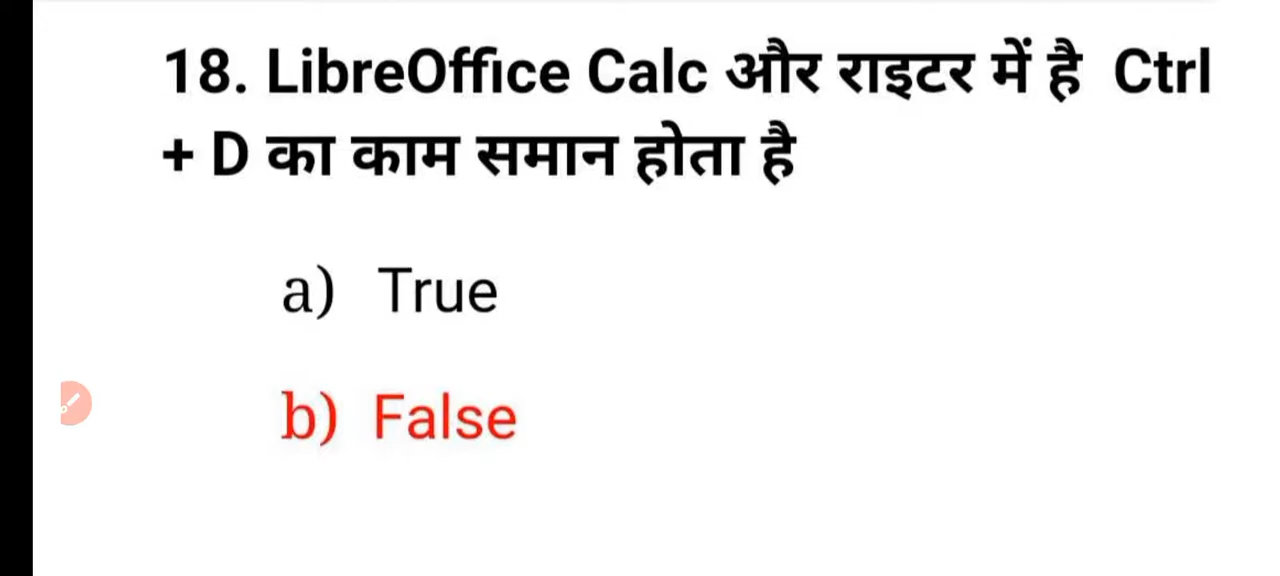 18. LibreOffice Calc और राइटर में है Ctrl
+ D का काम समान होता है
a) True
b) False